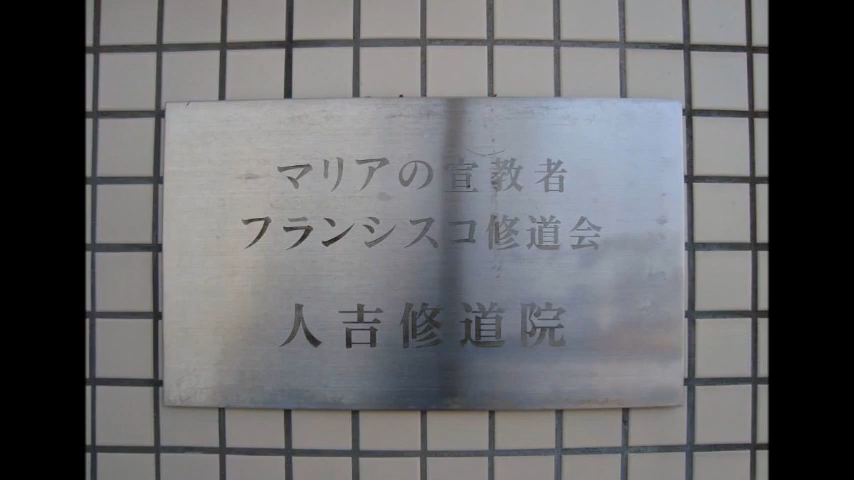 マリアの宣教者
フランシスコ修道会
人吉修道院